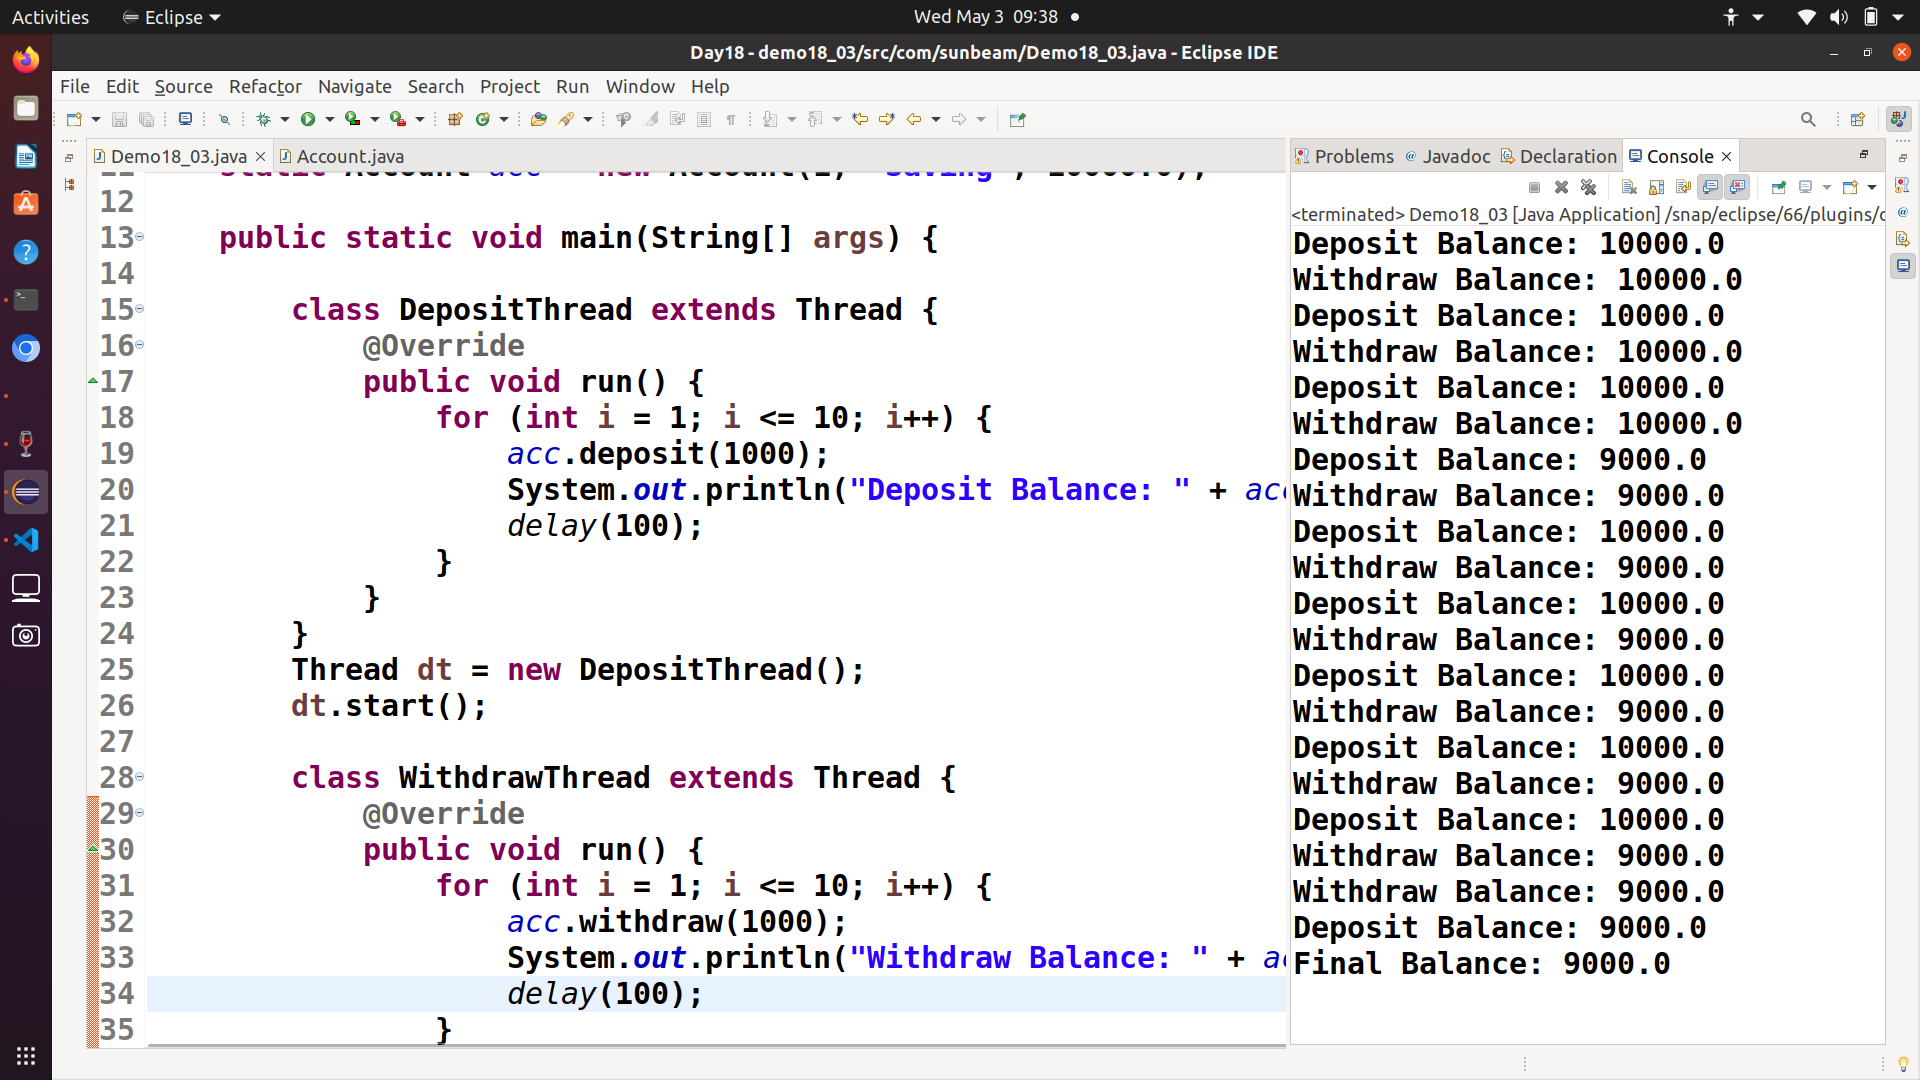 Activities Eclipse Wed May 3 09:38
Day18 - demo18_03/src/com/sunbeam/Demo18_03.java - Eclipse IDE
File Edit Source Refactor Navigate Search Project Run Window Help
Demo18_03.java Account.java
12
13 public static void main(String[] args) {
14
15 class DepositThread extends Thread {
16 @Override
17 public void run() {
18 for (int i = 1; i <= 10; i++) {
19 acc.deposit(1000);
20 System.out.println("Deposit Balance: " + acc
21 delay(100);
22 }
23 }
24 }
25 Thread dt = new DepositThread();
26 dt.start();
27
28 class WithdrawThread extends Thread {
29 @Override
30 public void run() {
31 for (int i = 1; i <= 10; i++) {
32 acc.withdraw(1000);
33 System.out.println("Withdraw Balance: " + ac
34 delay(100);
35 }
Problems Javadoc Declaration Console
<terminated> Demo18_03 [Java Application] /snap/eclipse/66/plugins/
Deposit Balance: 10000.0
Withdraw Balance: 10000.0
Deposit Balance: 10000.0
Withdraw Balance: 10000.0
Deposit Balance: 10000.0
Withdraw Balance: 10000.0
Deposit Balance: 9000.0
Withdraw Balance: 9000.0
Deposit Balance: 10000.0
Withdraw Balance: 9000.0
Deposit Balance: 10000.0
Withdraw Balance: 9000.0
Deposit Balance: 10000.0
Withdraw Balance: 9000.0
Deposit Balance: 10000.0
Withdraw Balance: 9000.0
Deposit Balance: 10000.0
Withdraw Balance: 9000.0
Withdraw Balance: 9000.0
Deposit Balance: 9000.0
Final Balance: 9000.0